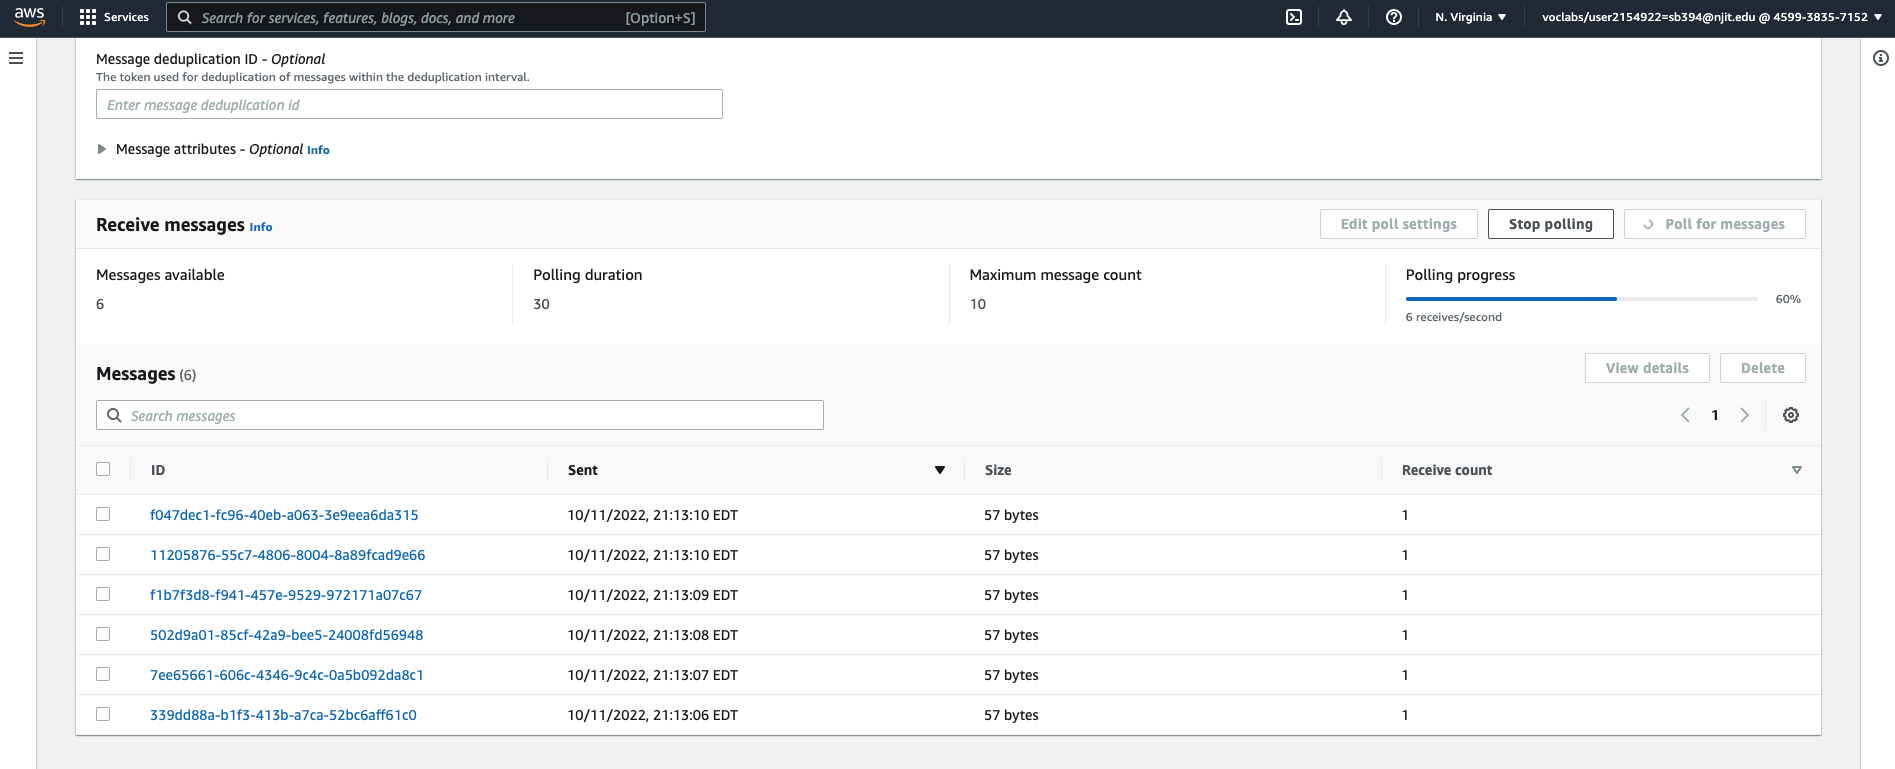 aws Services Search for services, features, blogs, docs, and more [Option+S] N. Virginia ▼ voclabs/user2154922=sb394@njit.edu @ 4599-3835-7152 ▼
Message deduplication ID - Optional
The token used for deduplication of messages within the deduplication interval.
Enter message deduplication id
Message attributes - Optional Info
Receive messages Info Edit poll settings Stop polling Poll for messages
Messages available Polling duration Maximum message count Polling progress
6 30 10 60%
6 receives/second
Messages (6) View details Delete
Search messages 1
ID Sent Size Receive count
f047dec1-fc96-40eb-a063-3e9eea6da315 10/11/2022, 21:13:10 EDT 57 bytes 1
11205876-55c7-4806-8004-8a89fcad9e66 10/11/2022, 21:13:10 EDT 57 bytes 1
f1b7f3d8-f941-457e-9529-972171a07c67 10/11/2022, 21:13:09 EDT 57 bytes 1
502d9a01-85cf-42a9-bee5-24008fd56948 10/11/2022, 21:13:08 EDT 57 bytes 1
7ee65661-606c-4346-9c4c-0a5b092da8c1 10/11/2022, 21:13:07 EDT 57 bytes 1
339dd88a-b1f3-413b-a7ca-52bc6aff61c0 10/11/2022, 21:13:06 EDT 57 bytes 1